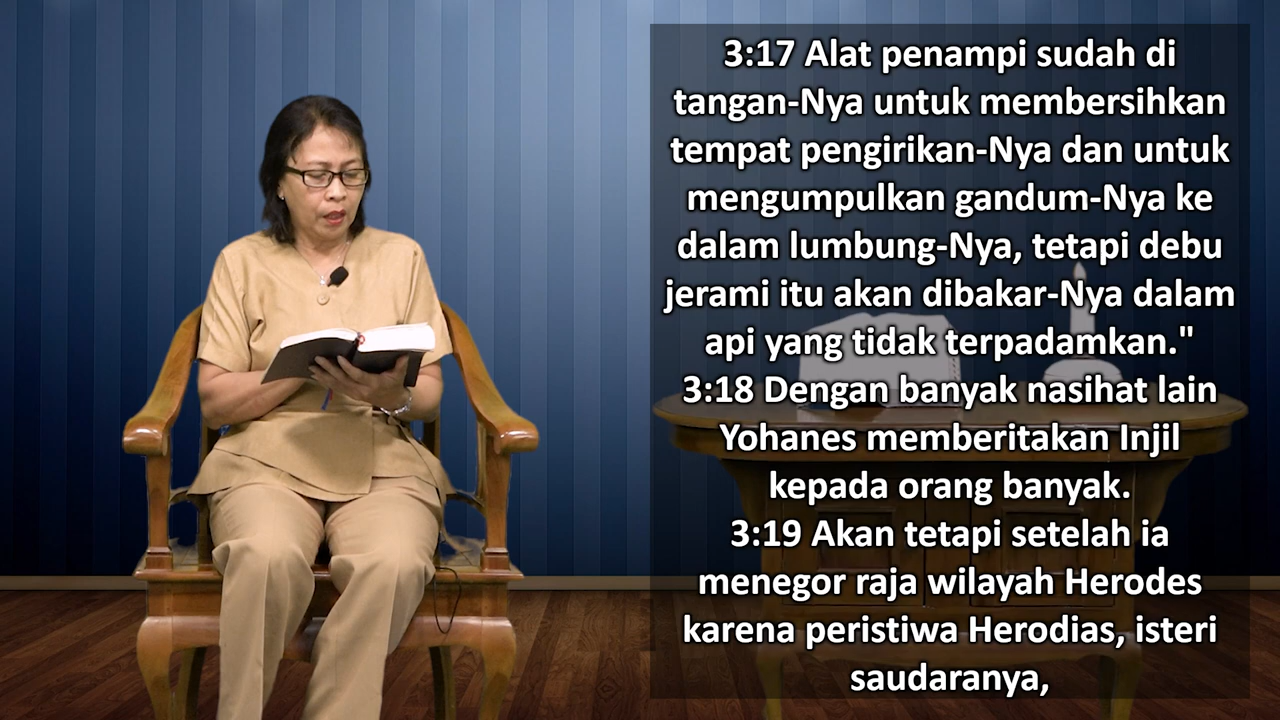 3:17 Alat penampi sudah di
tangan-Nya untuk membersihkan
tempat pengirikan-Nya dan untuk
mengumpulkan gandum-Nya ke
dalam lumbung-Nya, tetapi debu
jerami itu akan dibakar-Nya dalam
api yang tidak terpadamkan."
3:18 Dengan banyak nasihat lain
Yohanes memberitakan Injil
kepada orang banyak.
3:19 Akan tetapi setelah ia
menegor raja wilayah Herodes
karena peristiwa Herodias, isteri
saudaranya,